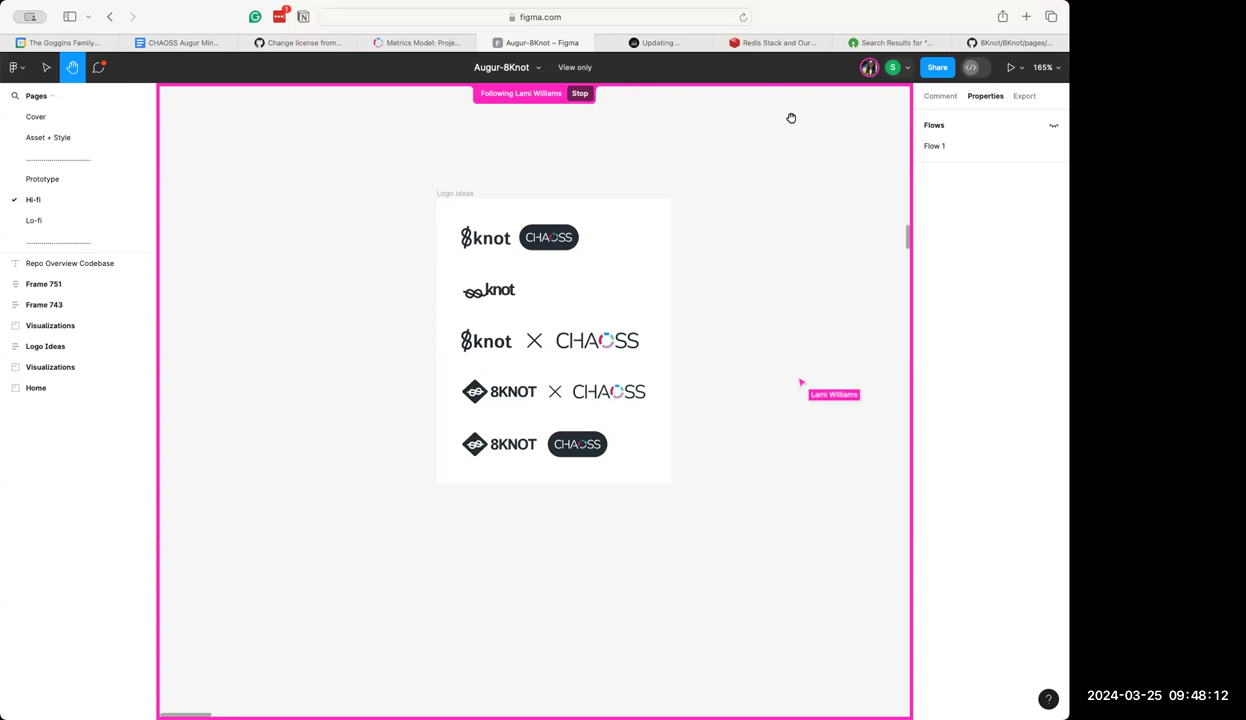 1
figma.com
The Goggins Family...
CHAOSS Augur Min...
Change license from...
Metrics Model: Proje...
Augur-8Knot – Figma
Updating...
Redis Stack and Our...
Search Results for "...
8Knot/8Knot/pages/...
Augur-8Knot
View only
S
Share
165%
Pages
Cover
Asset + Style
Prototype
Hi-fi
Lo-fi
Repo Overview Codebase
Frame 751
Frame 743
Visualizations
Logo Ideas
Visualizations
Home
Following Lami Williams
Stop
Logo Ideas
8knot CHAOSS
knot
8knot X CHAOSS
8KNOT X CHAOSS
8KNOT CHAOSS
Lami Williams
Comment
Properties
Export
Flows
Flow 1
?
2024-03-25 09:48:12